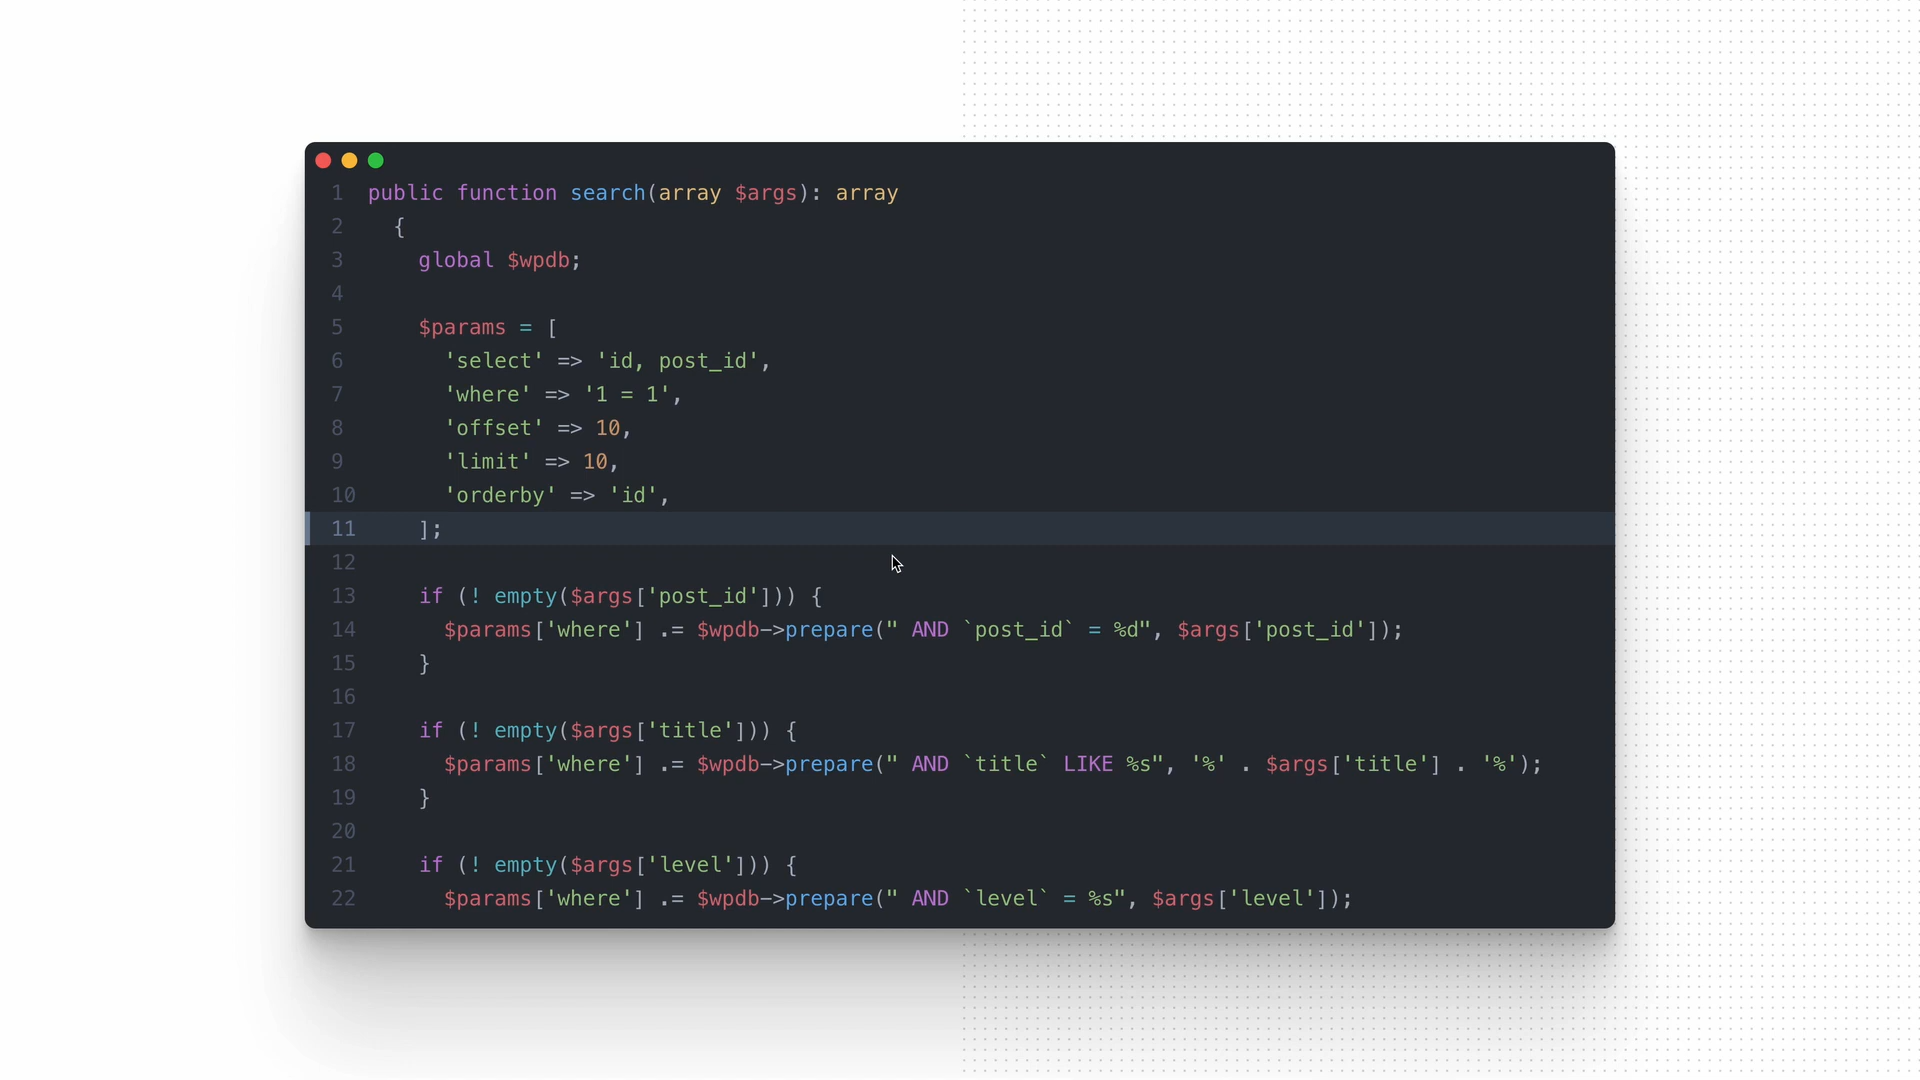 1 public function search(array $args): array
2 {
3 global $wpdb;
4
5 $params = [
6 'select' => 'id, post_id',
7 'where' => '1 = 1',
8 'offset' => 10,
9 'limit' => 10,
10 'orderby' => 'id',
11 ];
12
13 if (! empty($args['post_id'])) {
14 $params['where'] .= $wpdb->prepare(" AND `post_id` = %d", $args['post_id']);
15 }
16
17 if (! empty($args['title'])) {
18 $params['where'] .= $wpdb->prepare(" AND `title` LIKE %s", '%' . $args['title'] . '%');
19 }
20
21 if (! empty($args['level'])) {
22 $params['where'] .= $wpdb->prepare(" AND `level` = %s", $args['level']);